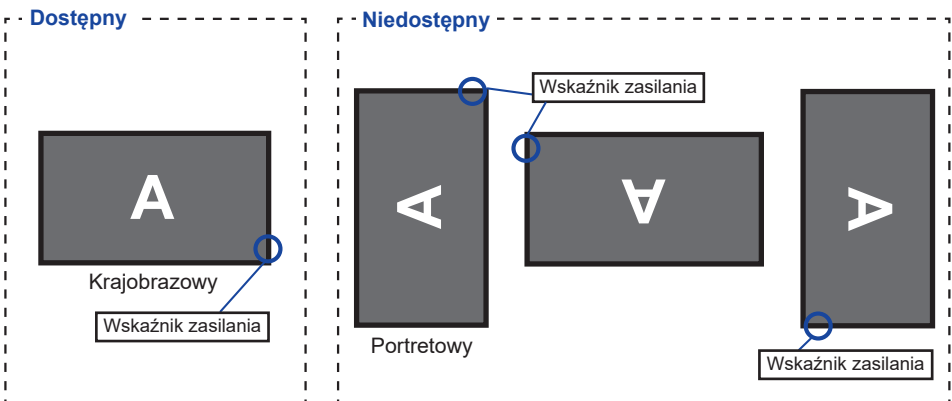 Dostępny
A
Krajobrazowy
Wskaźnik zasilania
Niedostępny
Wskaźnik zasilania
A
A
A
Portretowy
Wskaźnik zasilania